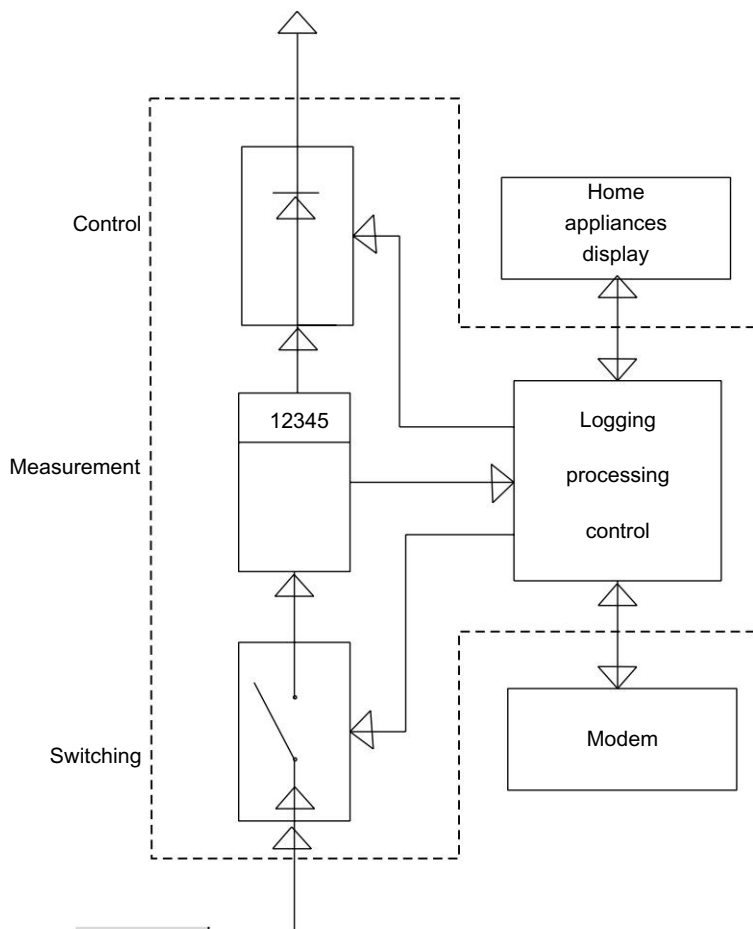 Control
Home
appliances
display
12345
Logging
processing
control
Measurement
Switching
Modem